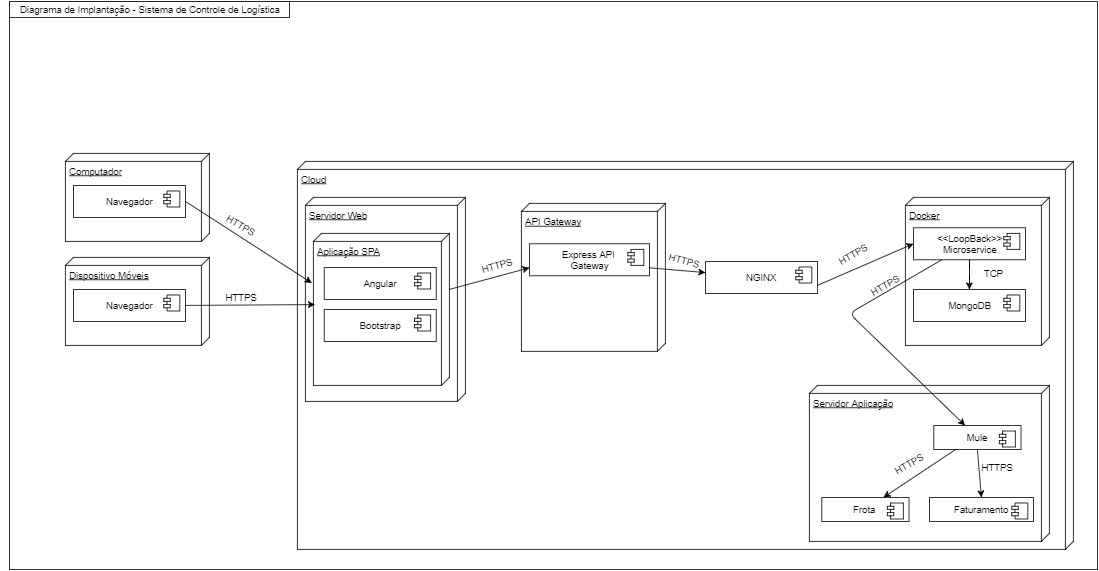 Diagrama de Implantação - Sistema de Controle de Logística
Computador
Navegador
HTTPS
Dispositivo Móveis
Navegador
HTTPS
Cloud
Servidor Web
Aplicação SPA
Angular
Bootstrap
HTTPS
API Gateway
Express API
Gateway
HTTPS
NGINX
HTTPS
Docker
<<LoopBack>>
Microservice
TCP
MongoDB
HTTPS
Servidor Aplicação
Mule
HTTPS
HTTPS
Frota
Faturamento